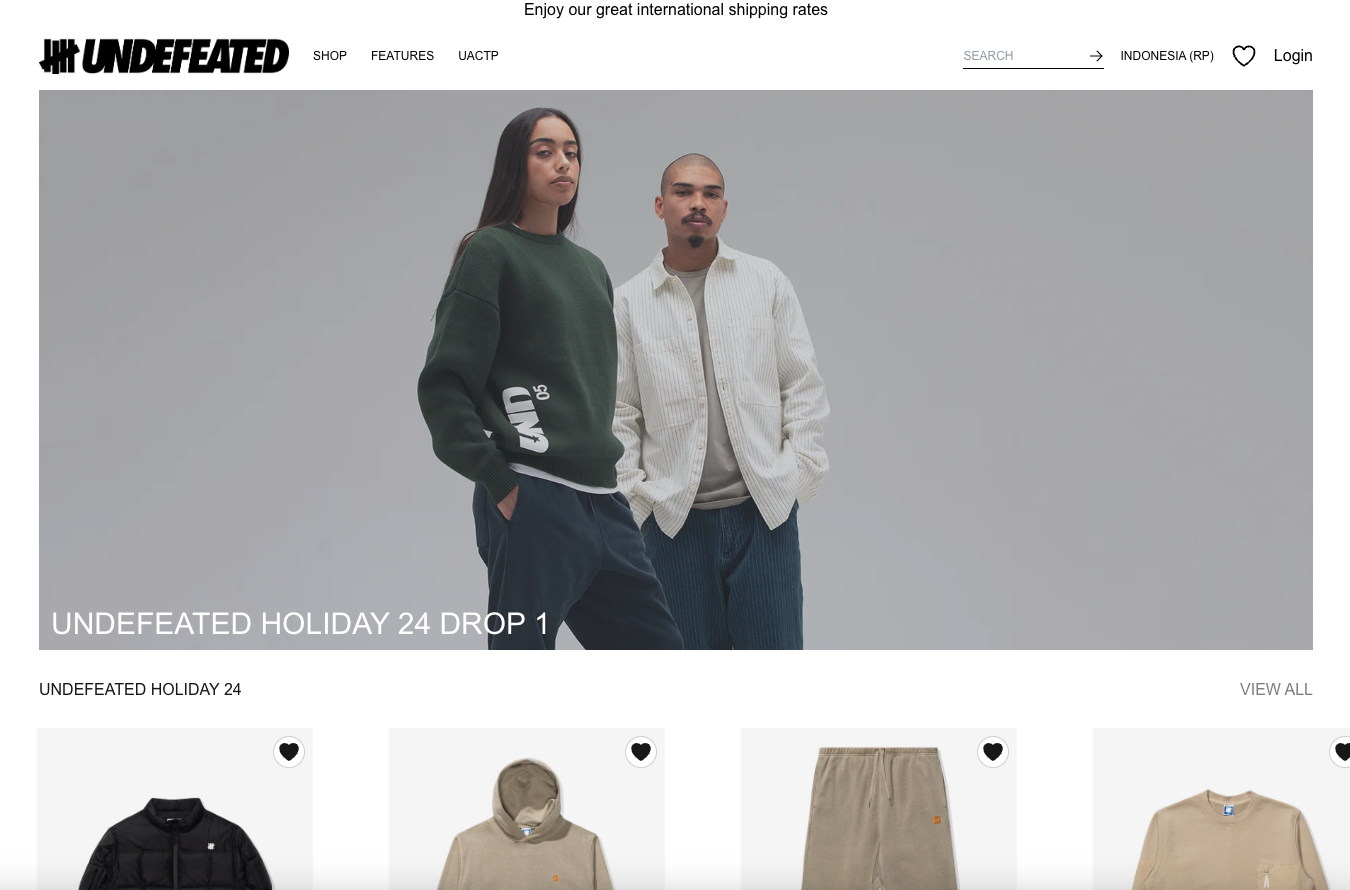 Enjoy our great international shipping rates
UNDEFEATED
SHOP
FEATURES
UACTP
SEARCH
INDONESIA (RP)
Login
05
UND
UNDEFEATED HOLIDAY 24 DROP 1
UNDEFEATED HOLIDAY 24
VIEW ALL